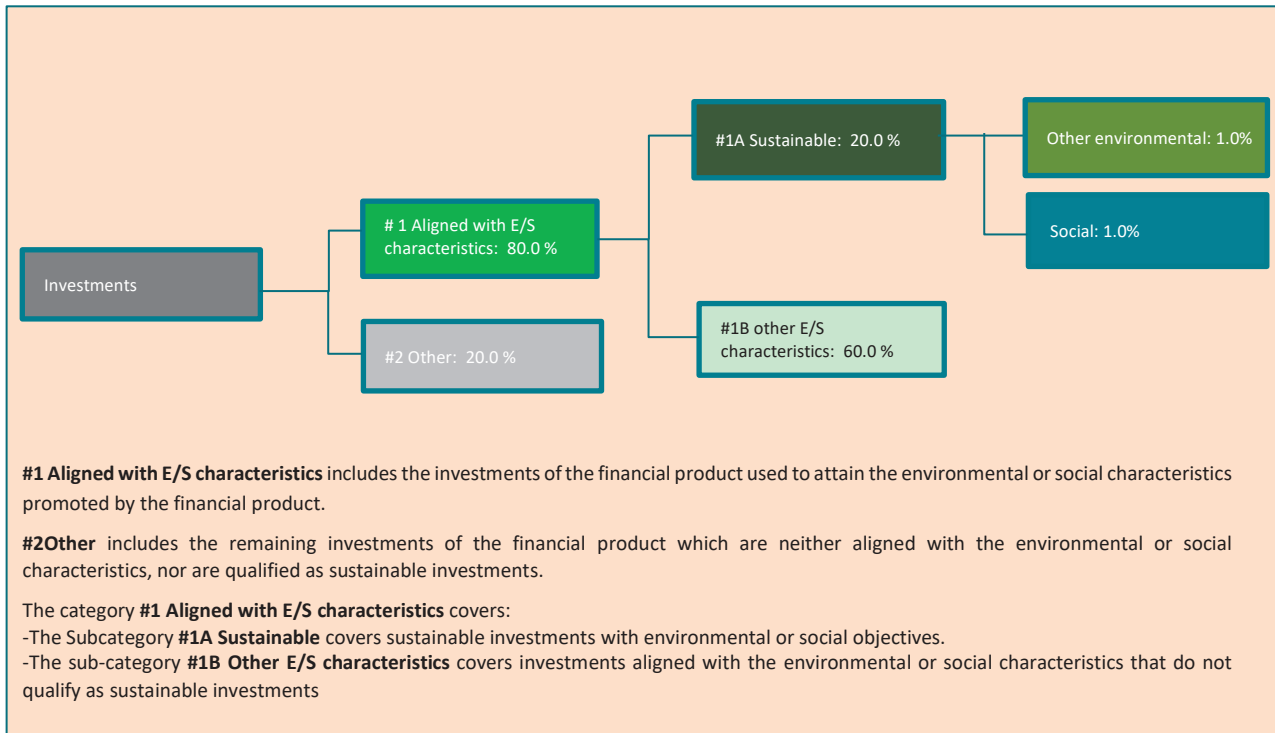 #1A Sustainable: 20.0 %
Other environmental: 1.0%
# 1 Aligned with E/S
characteristics: 80.0 %
Social: 1.0%
Investments
#2 Other: 20.0 %
#1B other E/S
characteristics: 60.0 %
#1 Aligned with E/S characteristics includes the investments of the financial product used to attain the environmental or social characteristics
promoted by the financial product.
#2Other includes the remaining investments of the financial product which are neither aligned with the environmental or social
characteristics, nor are qualified as sustainable investments.
The category #1 Aligned with E/S characteristics covers:
-The Subcategory #1A Sustainable covers sustainable investments with environmental or social objectives.
-The sub-category #1B Other E/S characteristics covers investments aligned with the environmental or social characteristics that do not
qualify as sustainable investments